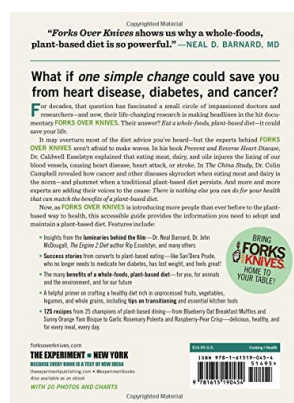 Copyrighted Material
“Forks Over Knives shows us why a whole-foods,
plant-based diet is so powerful.” —NEAL D. BARNARD, MD
What if one simple change could save you
from heart disease, diabetes, and cancer?
For decades, that question has fascinated a small circle of impassioned doctors and
researchers—and now, their life-changing research is making headlines in the hit docu-
mentary FORKS OVER KNIVES. Their answer? Eat a whole-foods, plant-based diet—it could
save your life.
It may overturn most of the diet advice you’ve heard—but the experts behind FORKS
OVER KNIVES aren’t afraid to make waves. In his book Prevent and Reverse Heart Disease,
Dr. Caldwell Esselstyn explained that eating meat, dairy, and oils injures the lining of our
blood vessels, causing heart disease, heart attack, or stroke. In The China Study, Dr. Colin
Campbell revealed how cancer and other diseases skyrocket when eating meat and dairy is
the norm—and plummet when a traditional plant-based diet persists. And more and more
experts are adding their voices to the cause: There is nothing else you can do for your health
that can match the benefits of a plant-based diet.
Now, as FORKS OVER KNIVES is introducing more people than ever before to the plant-
based way to health, this accessible guide provides the information you need to adopt and
maintain a plant-based diet. Features include:
• Insights from the luminaries behind the film—Dr. Neal Barnard, Dr. John
McDougall, The Engine 2 Diet author Rip Esselstyn, and many others
• Success stories from converts to plant-based eating—like San’Dera Prude,
who no longer needs to medicate her diabetes, has lost weight, and feels great!
• The many benefits of a whole-foods, plant-based diet—for you, for animals
and the environment, and for our future
• A helpful primer on crafting a healthy diet rich in unprocessed fruits, vegetables,
legumes, and whole grains, including tips on transitioning and essential kitchen tools
• 125 recipes from 25 champions of plant-based dining—from Blueberry Oat Breakfast Muffins and
Sunny Orange Yam Bisque to Garlic Rosemary Polenta and Raspberry-Pear Crisp—delicious, healthy, and
for every meal, every day.
BRING
FORKS
OVER
KNIVES
HOME TO
YOUR TABLE!
forksoverknives.com
THE EXPERIMENT • NEW YORK
BECAUSE EVERY BOOK IS A TEST OF NEW IDEAS
theexperimentpublishing.com • @experimentbooks
Also available as an ebook
WITH 20 PHOTOS AND CHARTS
$14.95 U.S.
Cooking / Health
ISBN 978-1-61519-045-4
51495
9 781615 190454
Copyrighted Material